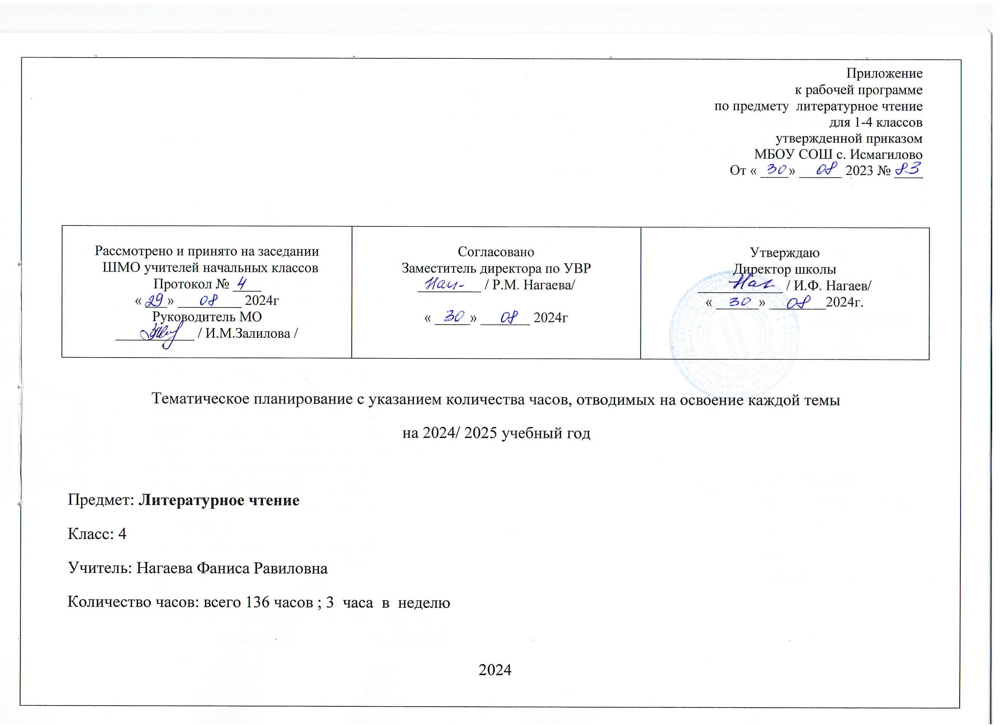 Приложение
к рабочей программе
по предмету  литературное чтение
для 1-4 классов
утвержденной приказом
МБОУ СОШ с. Исмагилово
От « 30 » 08 2023 № 83
Рассмотрено и принято на заседании
ШМО учителей начальных классов
Протокол № 4
« 29 » 08 2024г
Руководитель МО
/ И.М.Залилова /
Согласовано
Заместитель директора по УВР
/ Р.М. Нагаева/
« 30 » 08 2024г
Утверждаю
Директор школы
/ И.Ф. Нагаев/
« 30 » 08 2024г.
Тематическое планирование с указанием количества часов, отводимых на освоение каждой темы
на 2024/ 2025 учебный год
Предмет: Литературное чтение
Класс: 4
Учитель: Нагаева Фаниса Равиловна
Количество часов: всего 136 часов ; 3  часа  в  неделю
2024